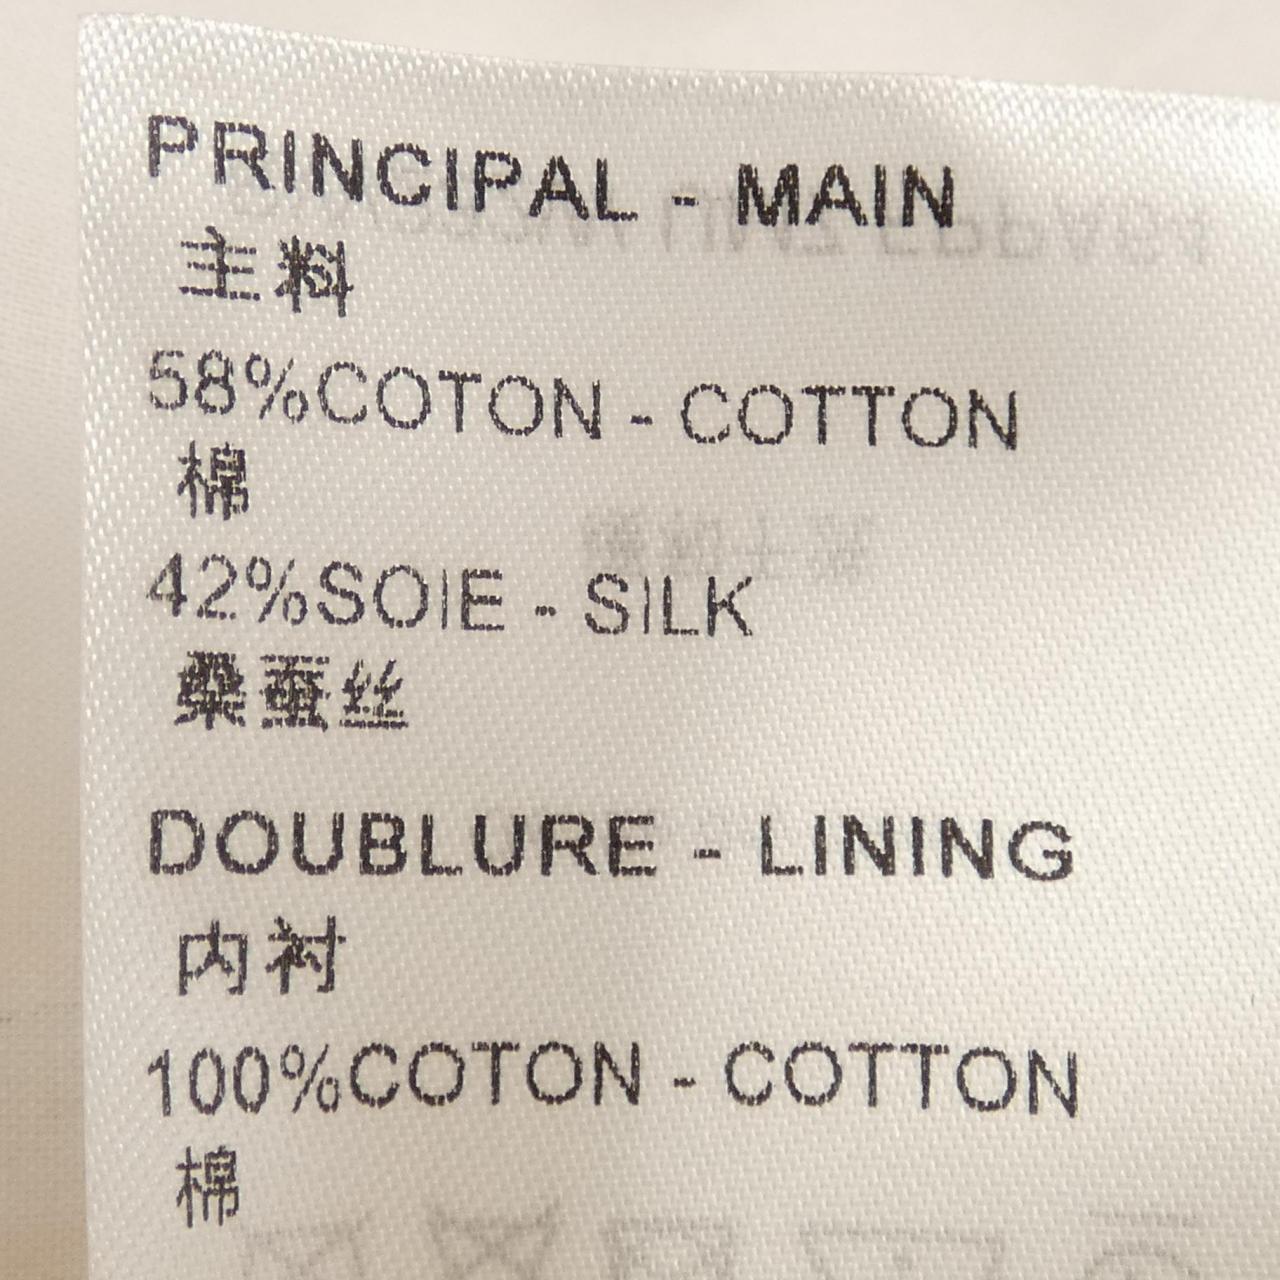 PRINCIPAL - MAIN
主料
58%COTON - COTTON
棉
42%SOIE - SILK
桑蚕丝
DOUBLURE - LINING
内衬
100%COTON - COTTON
棉